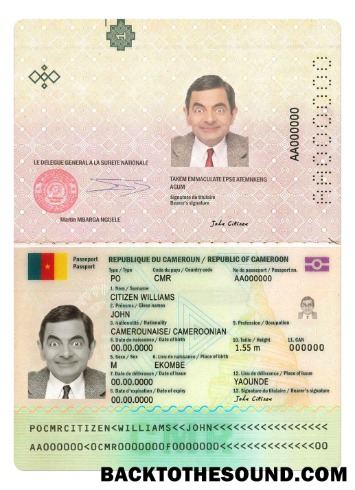 AA000000
LE DELEGUE GENERAL A LA SURETE NATIONALE
TAKEM EMMACULATE EPSE ATEMNKENG
AGUM
Signature du titulaire
Bearer's signature
Martin MBARGA NGUELE
John Citizen
Passeport
Passport
REPUBLIQUE DU CAMEROUN / REPUBLIC OF CAMEROON
Type / Type Code du pays / Country code No du passeport / Passport no.
PO CMR AA000000
1. Nom / Surname
CITIZEN WILLIAMS
2. Prénoms / Given names
JOHN
3. Nationalité / Nationality 9. Profession / Occupation
CAMEROUNAISE/ CAMEROONIAN
4. Date de naissance / Date of birth 10. Taille / Height 11. CAN
00.00.0000 1.55 m 000000
5. Sexe / Sex 6. Lieu de naissance / Place of birth
M EKOMBE
7. Date de délivrance / Date of issue 12. Lieu de délivrance / Place of issue
00.00.0000 YAOUNDE
8. Date d'expiration / Date of expiry 13. Signature du titulaire / Bearer's signature
00.00.0000 John Citizen
POCMRCITIZEN<WILLIAMS<<JOHN<<<<<<<<<<<<<<<<<
AA000000<0CMR0000000F0000000<<<<<<<<<<<<<<00
BACKTOTHESOUND.COM